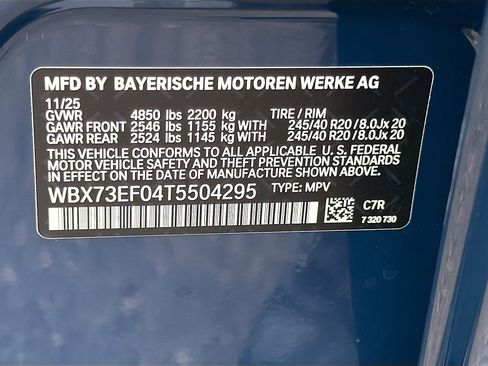 MFD BY BAYERISCHE MOTOREN WERKE AG
11/25
GVWR 4850 lbs 2200 kg TIRE / RIM
GAWR FRONT 2546 lbs 1155 kg WITH 245/40 R20 / 8.0Jx 20
GAWR REAR 2524 lbs 1145 kg WITH 245/40 R20 / 8.0Jx 20
THIS VEHICLE CONFORMS TO ALL APPLICABLE U. S. FEDERAL
MOTOR VEHICLE SAFETY AND THEFT PREVENTION STANDARDS
IN EFFECT ON THE DATE OF MANUFACTURE SHOWN ABOVE.
WBX73EF04T5504295 TYPE: MPV
C7R
7 320 730